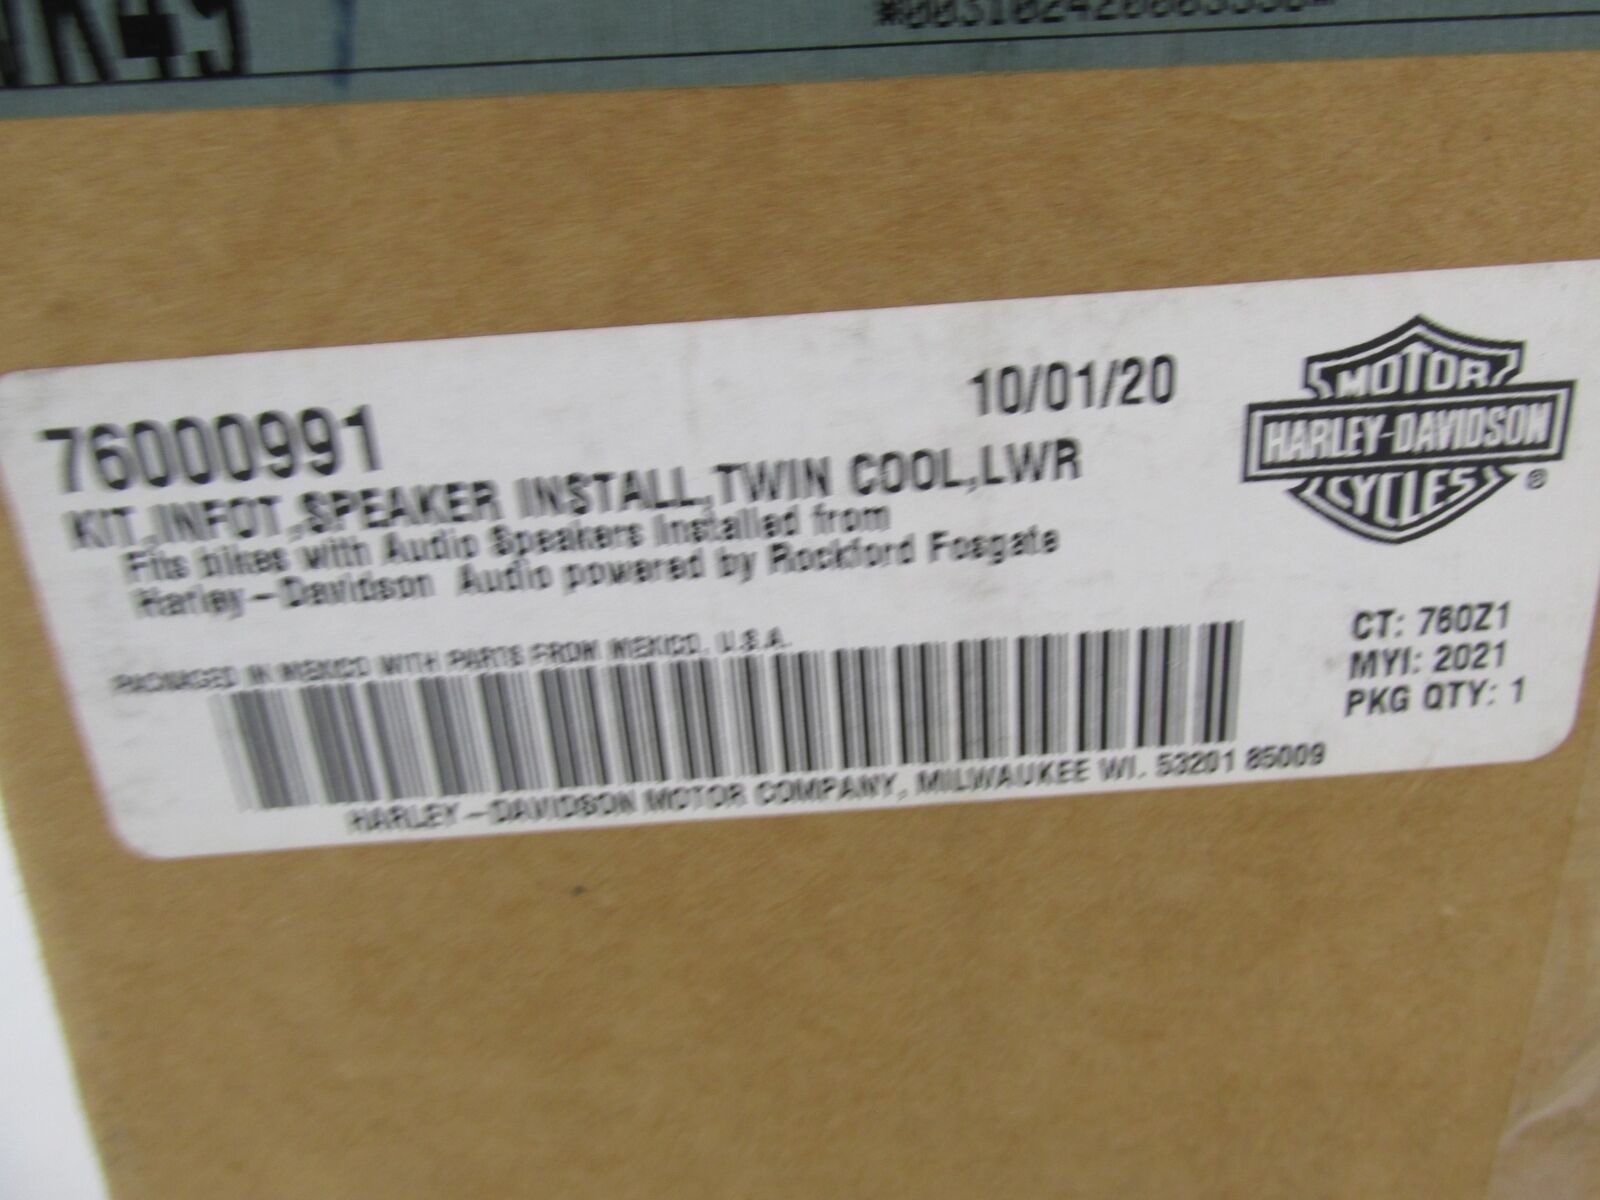 76000991
10/01/20
KIT,INFOT,SPEAKER INSTALL,TWIN COOL,LWR
Fits bikes with Audio Speakers Installed from
Harley-Davidson Audio powered by Rockford Fosgate
PACKAGED IN MEXICO WITH PARTS FROM MEXICO, U.S.A.
HARLEY-DAVIDSON MOTOR COMPANY, MILWAUKEE WI. 53201 85009
MOTOR
HARLEY-DAVIDSON
CYCLES
®
CT: 760Z1
MYI: 2021
PKG QTY: 1